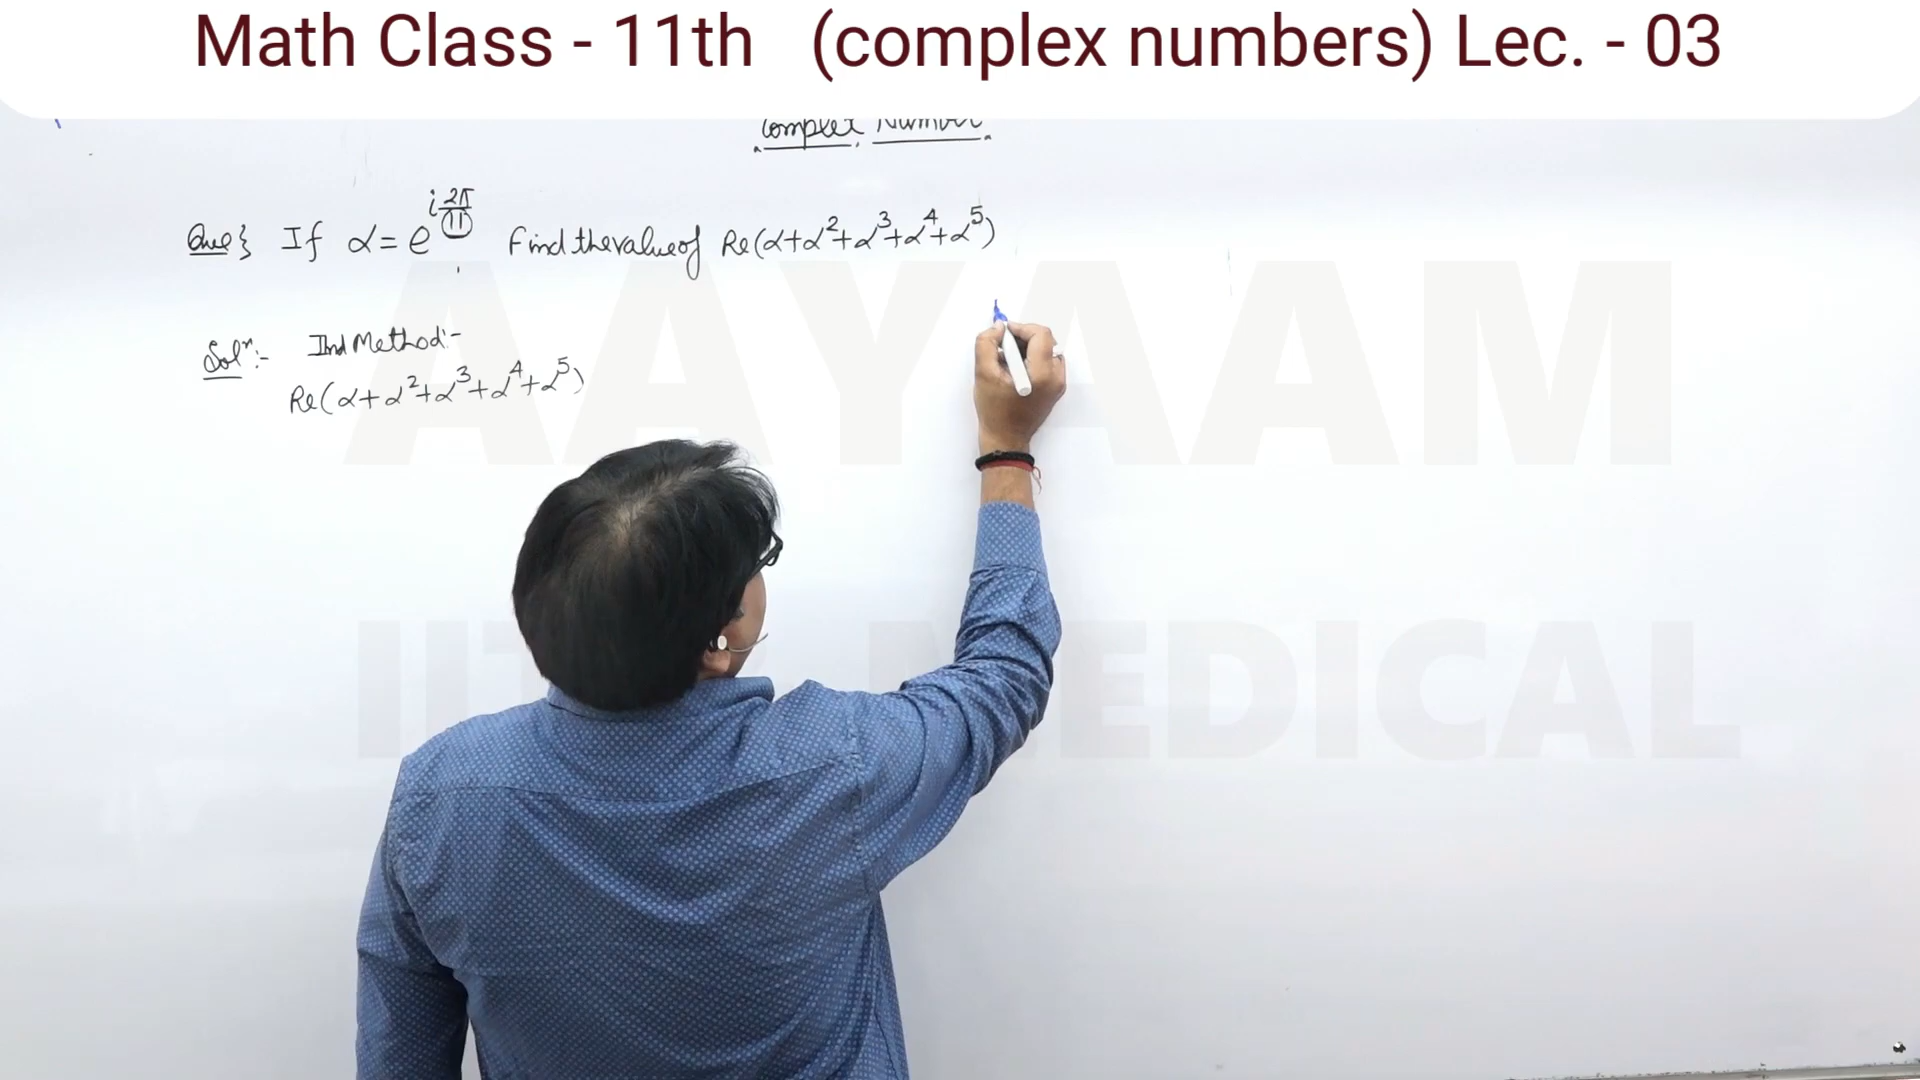 Math Class - 11th (complex numbers) Lec. - 03
Complex Number
Que} If α = e^{i2π/11} Find the value of Re(α+α²+α³+α⁴+α⁵)
Solⁿ:- IInd Method:-
Re(α+α²+α³+α⁴+α⁵)
AAYAAM
MEDICAL